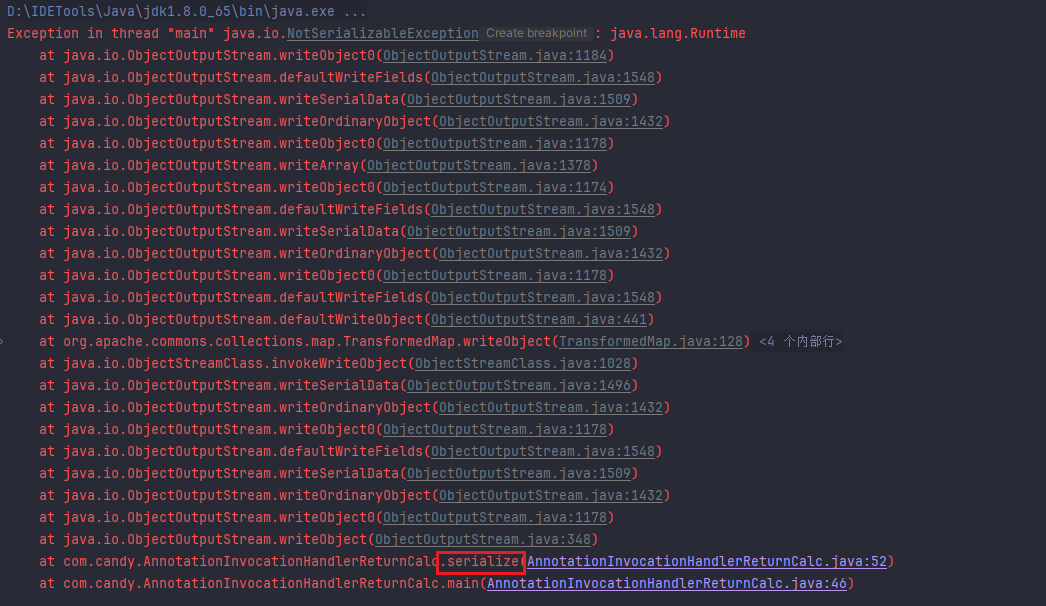 D:\IDETools\Java\jdk1.8.0_65\bin\java.exe ...
Exception in thread "main" java.io.NotSerializableException Create breakpoint : java.lang.Runtime
at java.io.ObjectOutputStream.writeObject0(ObjectOutputStream.java:1184)
at java.io.ObjectOutputStream.defaultWriteFields(ObjectOutputStream.java:1548)
at java.io.ObjectOutputStream.writeSerialData(ObjectOutputStream.java:1509)
at java.io.ObjectOutputStream.writeOrdinaryObject(ObjectOutputStream.java:1432)
at java.io.ObjectOutputStream.writeObject0(ObjectOutputStream.java:1178)
at java.io.ObjectOutputStream.writeArray(ObjectOutputStream.java:1378)
at java.io.ObjectOutputStream.writeObject0(ObjectOutputStream.java:1174)
at java.io.ObjectOutputStream.defaultWriteFields(ObjectOutputStream.java:1548)
at java.io.ObjectOutputStream.writeSerialData(ObjectOutputStream.java:1509)
at java.io.ObjectOutputStream.writeOrdinaryObject(ObjectOutputStream.java:1432)
at java.io.ObjectOutputStream.writeObject0(ObjectOutputStream.java:1178)
at java.io.ObjectOutputStream.defaultWriteFields(ObjectOutputStream.java:1548)
at java.io.ObjectOutputStream.defaultWriteObject(ObjectOutputStream.java:441)
at org.apache.commons.collections.map.TransformedMap.writeObject(TransformedMap.java:128) <4 个内部行>
at java.io.ObjectStreamClass.invokeWriteObject(ObjectStreamClass.java:1028)
at java.io.ObjectOutputStream.writeSerialData(ObjectOutputStream.java:1496)
at java.io.ObjectOutputStream.writeOrdinaryObject(ObjectOutputStream.java:1432)
at java.io.ObjectOutputStream.writeObject0(ObjectOutputStream.java:1178)
at java.io.ObjectOutputStream.defaultWriteFields(ObjectOutputStream.java:1548)
at java.io.ObjectOutputStream.writeSerialData(ObjectOutputStream.java:1509)
at java.io.ObjectOutputStream.writeOrdinaryObject(ObjectOutputStream.java:1432)
at java.io.ObjectOutputStream.writeObject0(ObjectOutputStream.java:1178)
at java.io.ObjectOutputStream.writeObject(ObjectOutputStream.java:348)
at com.candy.AnnotationInvocationHandlerReturnCalc.serialize(AnnotationInvocationHandlerReturnCalc.java:52)
at com.candy.AnnotationInvocationHandlerReturnCalc.main(AnnotationInvocationHandlerReturnCalc.java:46)